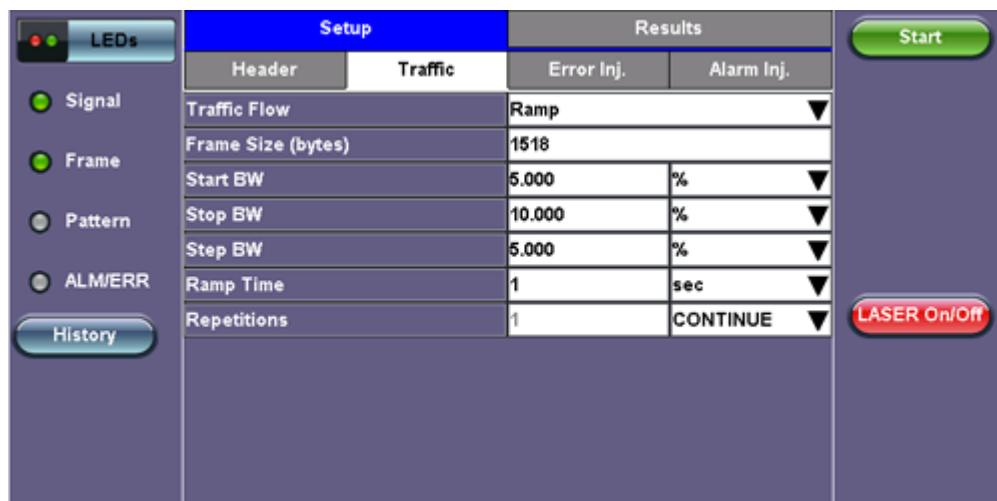 LEDs
Setup
Results
Start
Header
Traffic
Error Inj.
Alarm Inj.
Signal
Frame
Pattern
ALM/ERR
History
Traffic Flow Ramp
Frame Size (bytes) 1518
Start BW 5.000 %
Stop BW 10.000 %
Step BW 5.000 %
Ramp Time 1 sec
Repetitions 1 CONTINUE
LASER On/Off